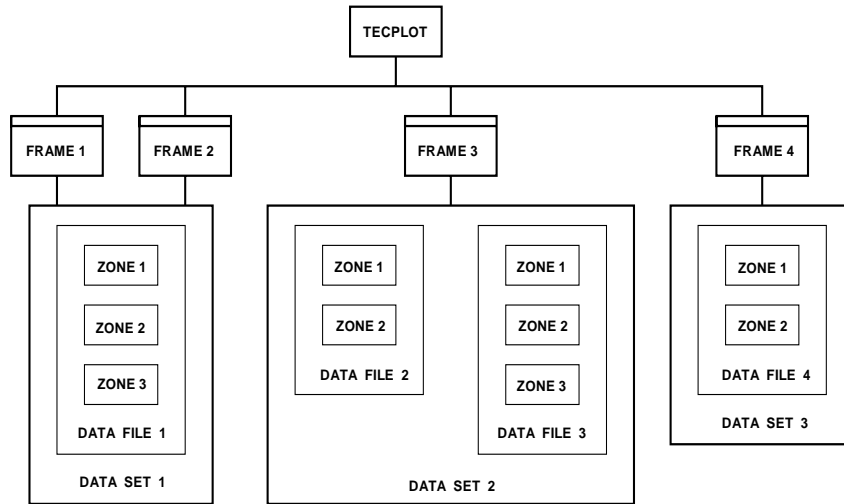 TECPLOT
FRAME 1
FRAME 2
FRAME 3
FRAME 4
ZONE 1
ZONE 2
ZONE 3
DATA FILE 1
DATA SET 1
ZONE 1
ZONE 2
DATA FILE 2
ZONE 1
ZONE 2
ZONE 3
DATA FILE 3
DATA SET 2
ZONE 1
ZONE 2
DATA FILE 4
DATA SET 3